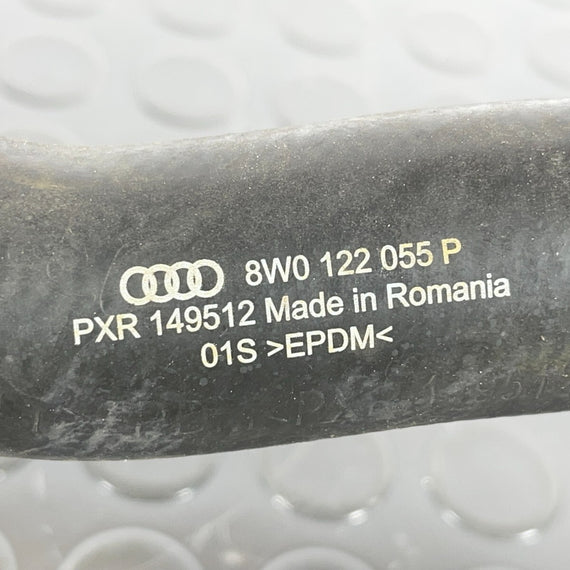 8W0 122 055 P
PXR 149512 Made in Romania
01S >EPDM<